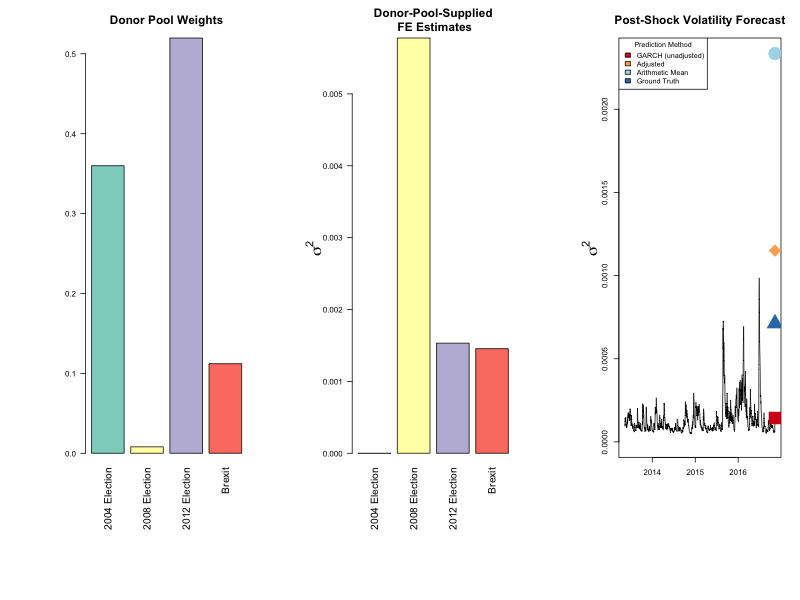 Donor Pool Weights
0.5
0.4
0.3
0.2
0.1
0.0
2004 Election
2008 Election
2012 Election
Brexit
Donor-Pool-Supplied
FE Estimates
σ²
0.005
0.004
0.003
0.002
0.001
0.000
2004 Election
2008 Election
2012 Election
Brexit
Post-Shock Volatility Forecast
Prediction Method
GARCH (unadjusted)
Adjusted
Arithmetic Mean
Ground Truth
σ²
0.0020
0.0015
0.0010
0.0005
0.0000
2014
2015
2016